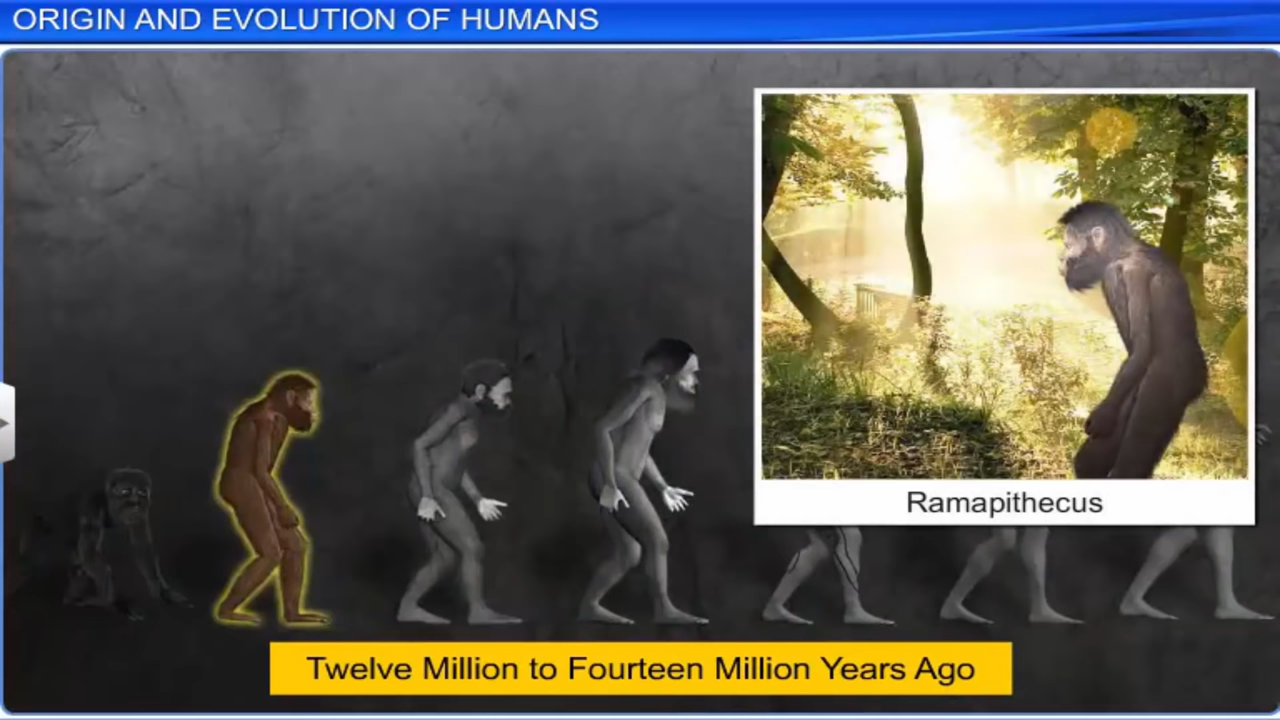 ORIGIN AND EVOLUTION OF HUMANS
Ramapithecus
Twelve Million to Fourteen Million Years Ago